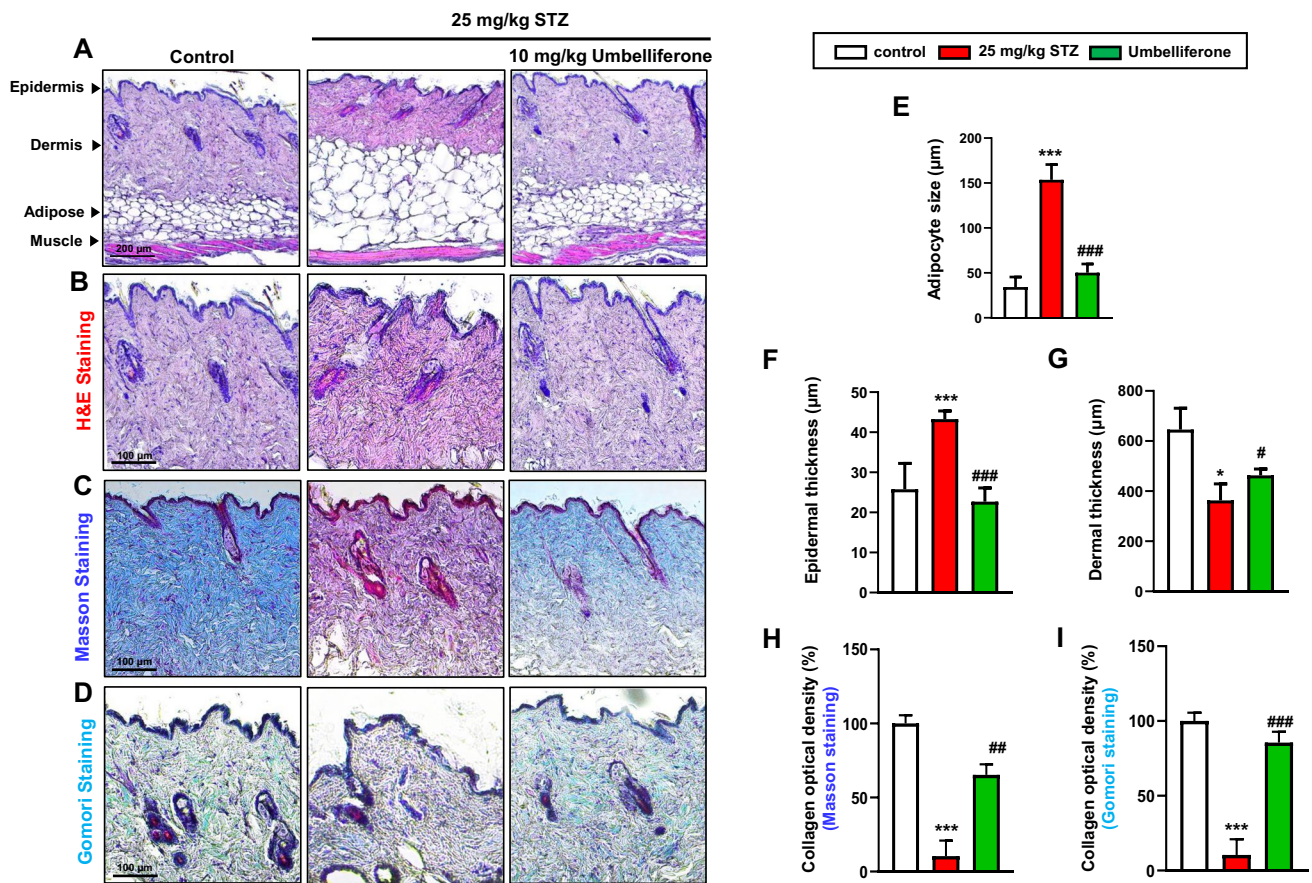 25 mg/kg STZ
A
Control
10 mg/kg Umbelliferone
Epidermis
Dermis
Adipose
Muscle
200 µm
B
H&E Staining
100 µm
C
Masson Staining
100 µm
D
Gomori Staining
100 µm
control 25 mg/kg STZ Umbelliferone
E
Adipocyte size (µm)
200
150
100
50
0
***
###
F
Epidermal thickness (µm)
50
40
30
20
10
0
***
###
G
Dermal thickness (µm)
800
600
400
200
0
*
#
H
Collagen optical density (%)
(Masson staining)
150
100
50
0
***
##
I
Collagen optical density (%)
(Gomori staining)
150
100
50
0
***
###